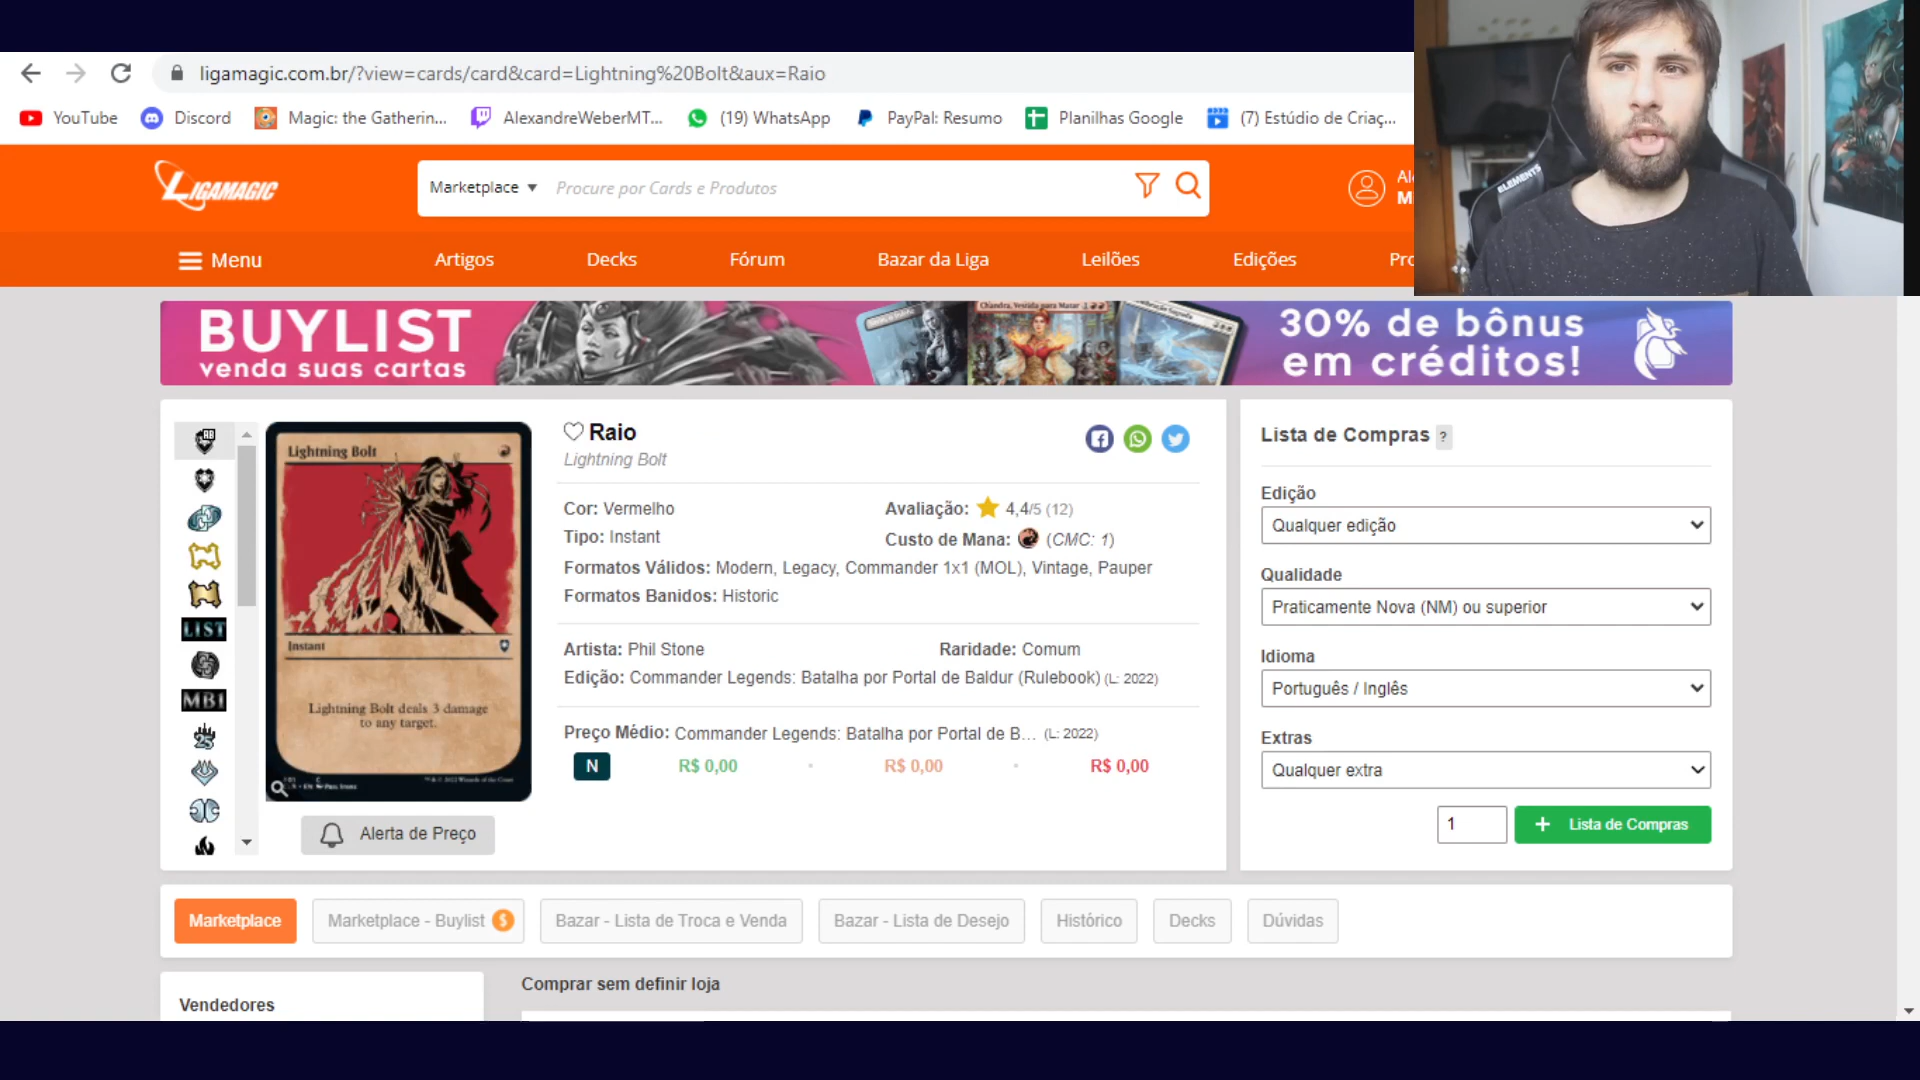 ligamagic.com.br/?view=cards/card&card=Lightning%20Bolt&aux=Raio
YouTube
Discord
Magic: the Gatherin...
AlexandreWeberMT...
(19) WhatsApp
PayPal: Resumo
Planilhas Google
(7) Estúdio de Criaç...
LIGAMAGIC
Marketplace
Procure por Cards e Produtos
Menu
Artigos
Decks
Fórum
Bazar da Liga
Leilões
Edições
ELEMENTS
BUYLIST
venda suas cartas
30% de bônus
em créditos!
Lightning Bolt
Instant
Lightning Bolt deals 3 damage
to any target.
LIST
MB1
25
Alerta de Preço
Raio
Lightning Bolt
Cor: Vermelho
Avaliação: 4,4/5 (12)
Tipo: Instant
Custo de Mana: (CMC: 1)
Formatos Válidos: Modern, Legacy, Commander 1x1 (MOL), Vintage, Pauper
Formatos Banidos: Historic
Artista: Phil Stone
Raridade: Comum
Edição: Commander Legends: Batalha por Portal de Baldur (Rulebook) (L: 2022)
Preço Médio: Commander Legends: Batalha por Portal de B... (L: 2022)
N
R$ 0,00
R$ 0,00
R$ 0,00
Lista de Compras ?
Edição
Qualquer edição
Qualidade
Praticamente Nova (NM) ou superior
Idioma
Português / Inglês
Extras
Qualquer extra
1
+ Lista de Compras
Marketplace
Marketplace - Buylist $
Bazar - Lista de Troca e Venda
Bazar - Lista de Desejo
Histórico
Decks
Dúvidas
Vendedores
Comprar sem definir loja